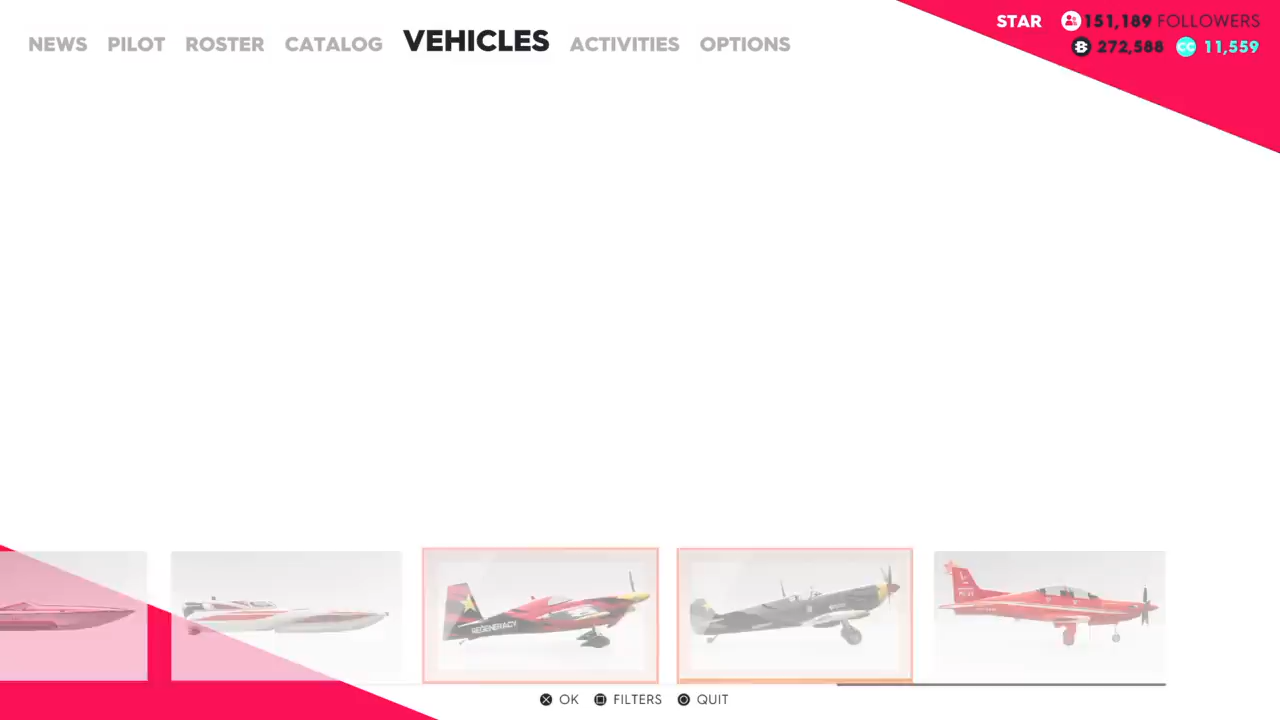 NEWS PILOT ROSTER CATALOG VEHICLES ACTIVITIES OPTIONS
STAR 151,189 FOLLOWERS
272,588 CC 11,559
REGENERACY
OK FILTERS QUIT